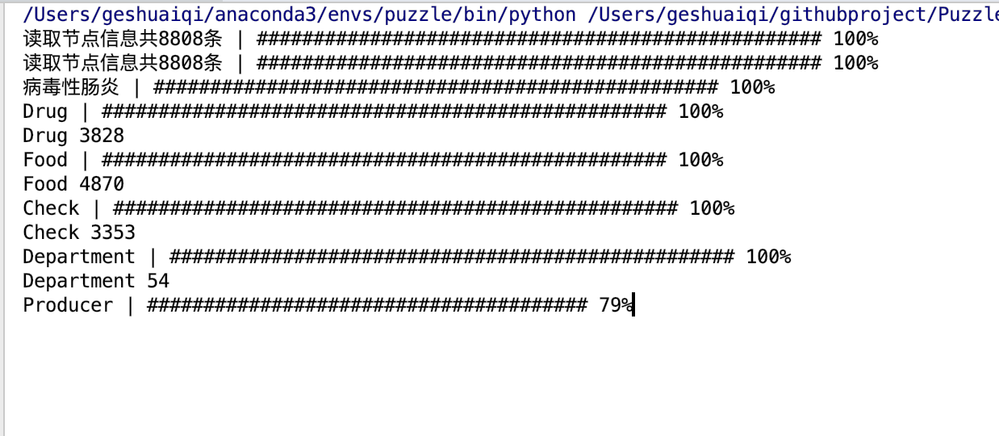 /Users/geshuaiqi/anaconda3/envs/puzzle/bin/python /Users/geshuaiqi/githubproject/Puzzle
读取节点信息共8808条 | ################################################## 100%
读取节点信息共8808条 | ################################################## 100%
病毒性肠炎 | ################################################## 100%
Drug | ################################################## 100%
Drug 3828
Food | ################################################## 100%
Food 4870
Check | ################################################## 100%
Check 3353
Department | ################################################## 100%
Department 54
Producer | ####################################### 79%